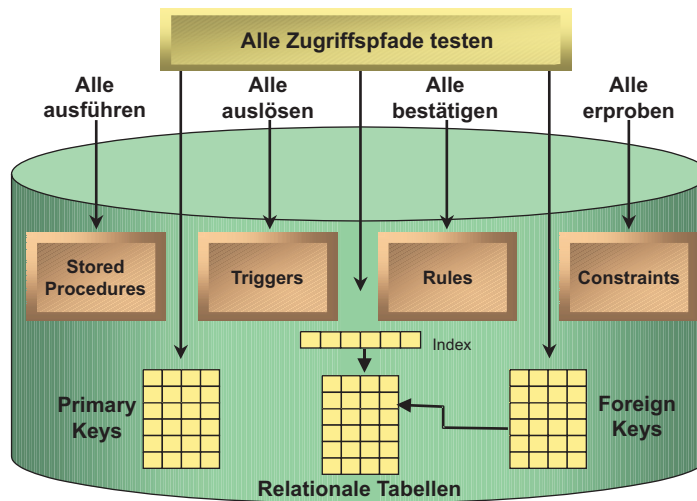 Alle Zugriffspfade testen
Alle
ausführen
Alle
auslösen
Alle
bestätigen
Alle
erproben
Stored
Procedures
Triggers
Rules
Constraints
Index
Primary
Keys
Foreign
Keys
Relationale Tabellen